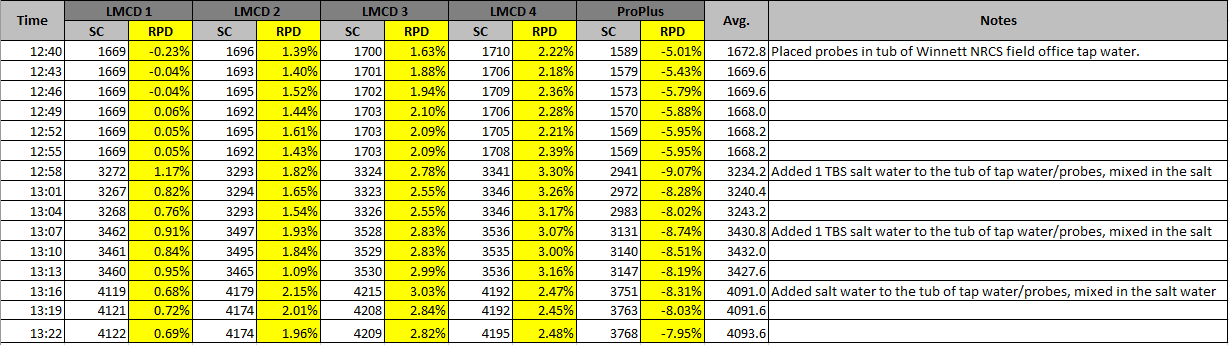 Time LMCD 1 LMCD 2 LMCD 3 LMCD 4 ProPlus Avg. Notes
SC RPD SC RPD SC RPD SC RPD SC RPD
12:40 1669 -0.23% 1696 1.39% 1700 1.63% 1710 2.22% 1589 -5.01% 1672.8 Placed probes in tub of Winnett NRCS field office tap water.
12:43 1669 -0.04% 1693 1.40% 1701 1.88% 1706 2.18% 1579 -5.43% 1669.6
12:46 1669 -0.04% 1695 1.52% 1702 1.94% 1709 2.36% 1573 -5.79% 1669.6
12:49 1669 0.06% 1692 1.44% 1703 2.10% 1706 2.28% 1570 -5.88% 1668.0
12:52 1669 0.05% 1695 1.61% 1703 2.09% 1705 2.21% 1569 -5.95% 1668.2
12:55 1669 0.05% 1692 1.43% 1703 2.09% 1708 2.39% 1569 -5.95% 1668.2
12:58 3272 1.17% 3293 1.82% 3324 2.78% 3341 3.30% 2941 -9.07% 3234.2 Added 1 TBS salt water to the tub of tap water/probes, mixed in the salt
13:01 3267 0.82% 3294 1.65% 3323 2.55% 3346 3.26% 2972 -8.28% 3240.4
13:04 3268 0.76% 3293 1.54% 3326 2.55% 3346 3.17% 2983 -8.02% 3243.2
13:07 3462 0.91% 3497 1.93% 3528 2.83% 3536 3.07% 3131 -8.74% 3430.8 Added 1 TBS salt water to the tub of tap water/probes, mixed in the salt
13:10 3461 0.84% 3495 1.84% 3529 2.83% 3535 3.00% 3140 -8.51% 3432.0
13:13 3460 0.95% 3465 1.09% 3530 2.99% 3536 3.16% 3147 -8.19% 3427.6
13:16 4119 0.68% 4179 2.15% 4215 3.03% 4192 2.47% 3751 -8.31% 4091.0 Added salt water to the tub of tap water/probes, mixed in the salt water
13:19 4121 0.72% 4174 2.01% 4208 2.84% 4192 2.45% 3763 -8.03% 4091.6
13:22 4122 0.69% 4174 1.96% 4209 2.82% 4195 2.48% 3768 -7.95% 4093.6